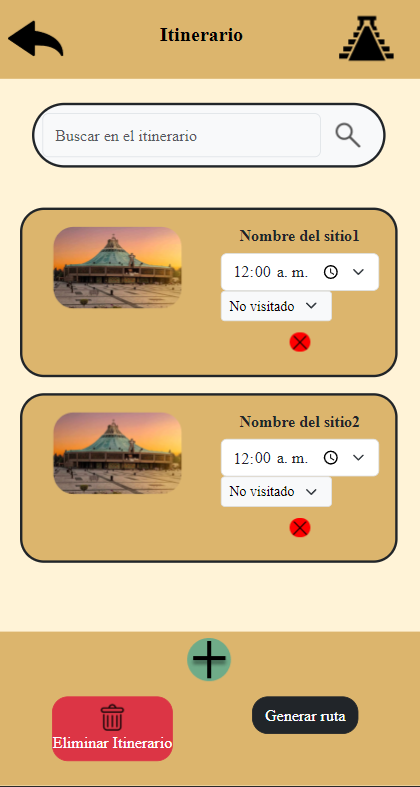 Itinerario
Buscar en el itinerario
Nombre del sitio1
12:00 a. m.
No visitado
Nombre del sitio2
12:00 a. m.
No visitado
Eliminar Itinerario
Generar ruta